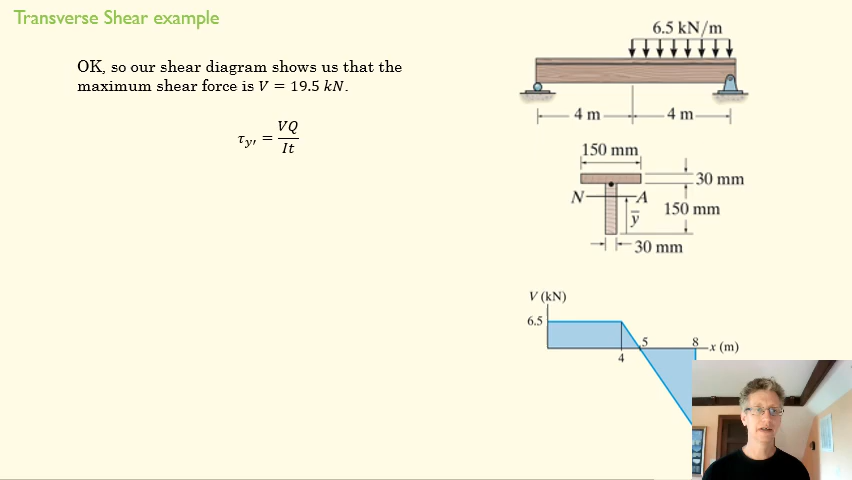 Transverse Shear example
OK, so our shear diagram shows us that the
maximum shear force is V = 19.5 kN.
τy′ = VQ
It
6.5 kN/m
4 m
4 m
150 mm
30 mm
N
A
150 mm
y̅
30 mm
V (kN)
6.5
5
8
x (m)
4